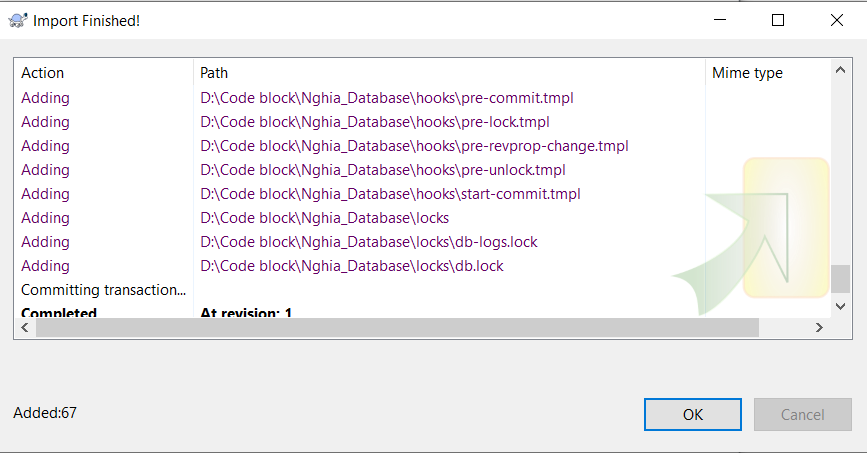 Import Finished!
Action Path Mime type
Adding D:\Code block\Nghia_Database\hooks\pre-commit.tmpl
Adding D:\Code block\Nghia_Database\hooks\pre-lock.tmpl
Adding D:\Code block\Nghia_Database\hooks\pre-revprop-change.tmpl
Adding D:\Code block\Nghia_Database\hooks\pre-unlock.tmpl
Adding D:\Code block\Nghia_Database\hooks\start-commit.tmpl
Adding D:\Code block\Nghia_Database\locks
Adding D:\Code block\Nghia_Database\locks\db-logs.lock
Adding D:\Code block\Nghia_Database\locks\db.lock
Committing transaction...
Completed At revision: 1
Added:67
OK Cancel